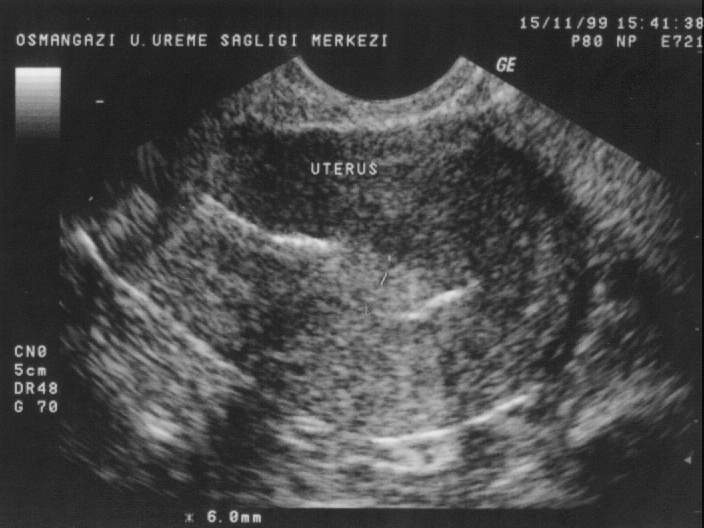 15/11/99 15:41:38
OSMANGAZI U.UREME SAGLIGI MERKEZI
P80 NP E721
GE
UTERUS
CN0
5cm
DR48
G 70
6.0mm